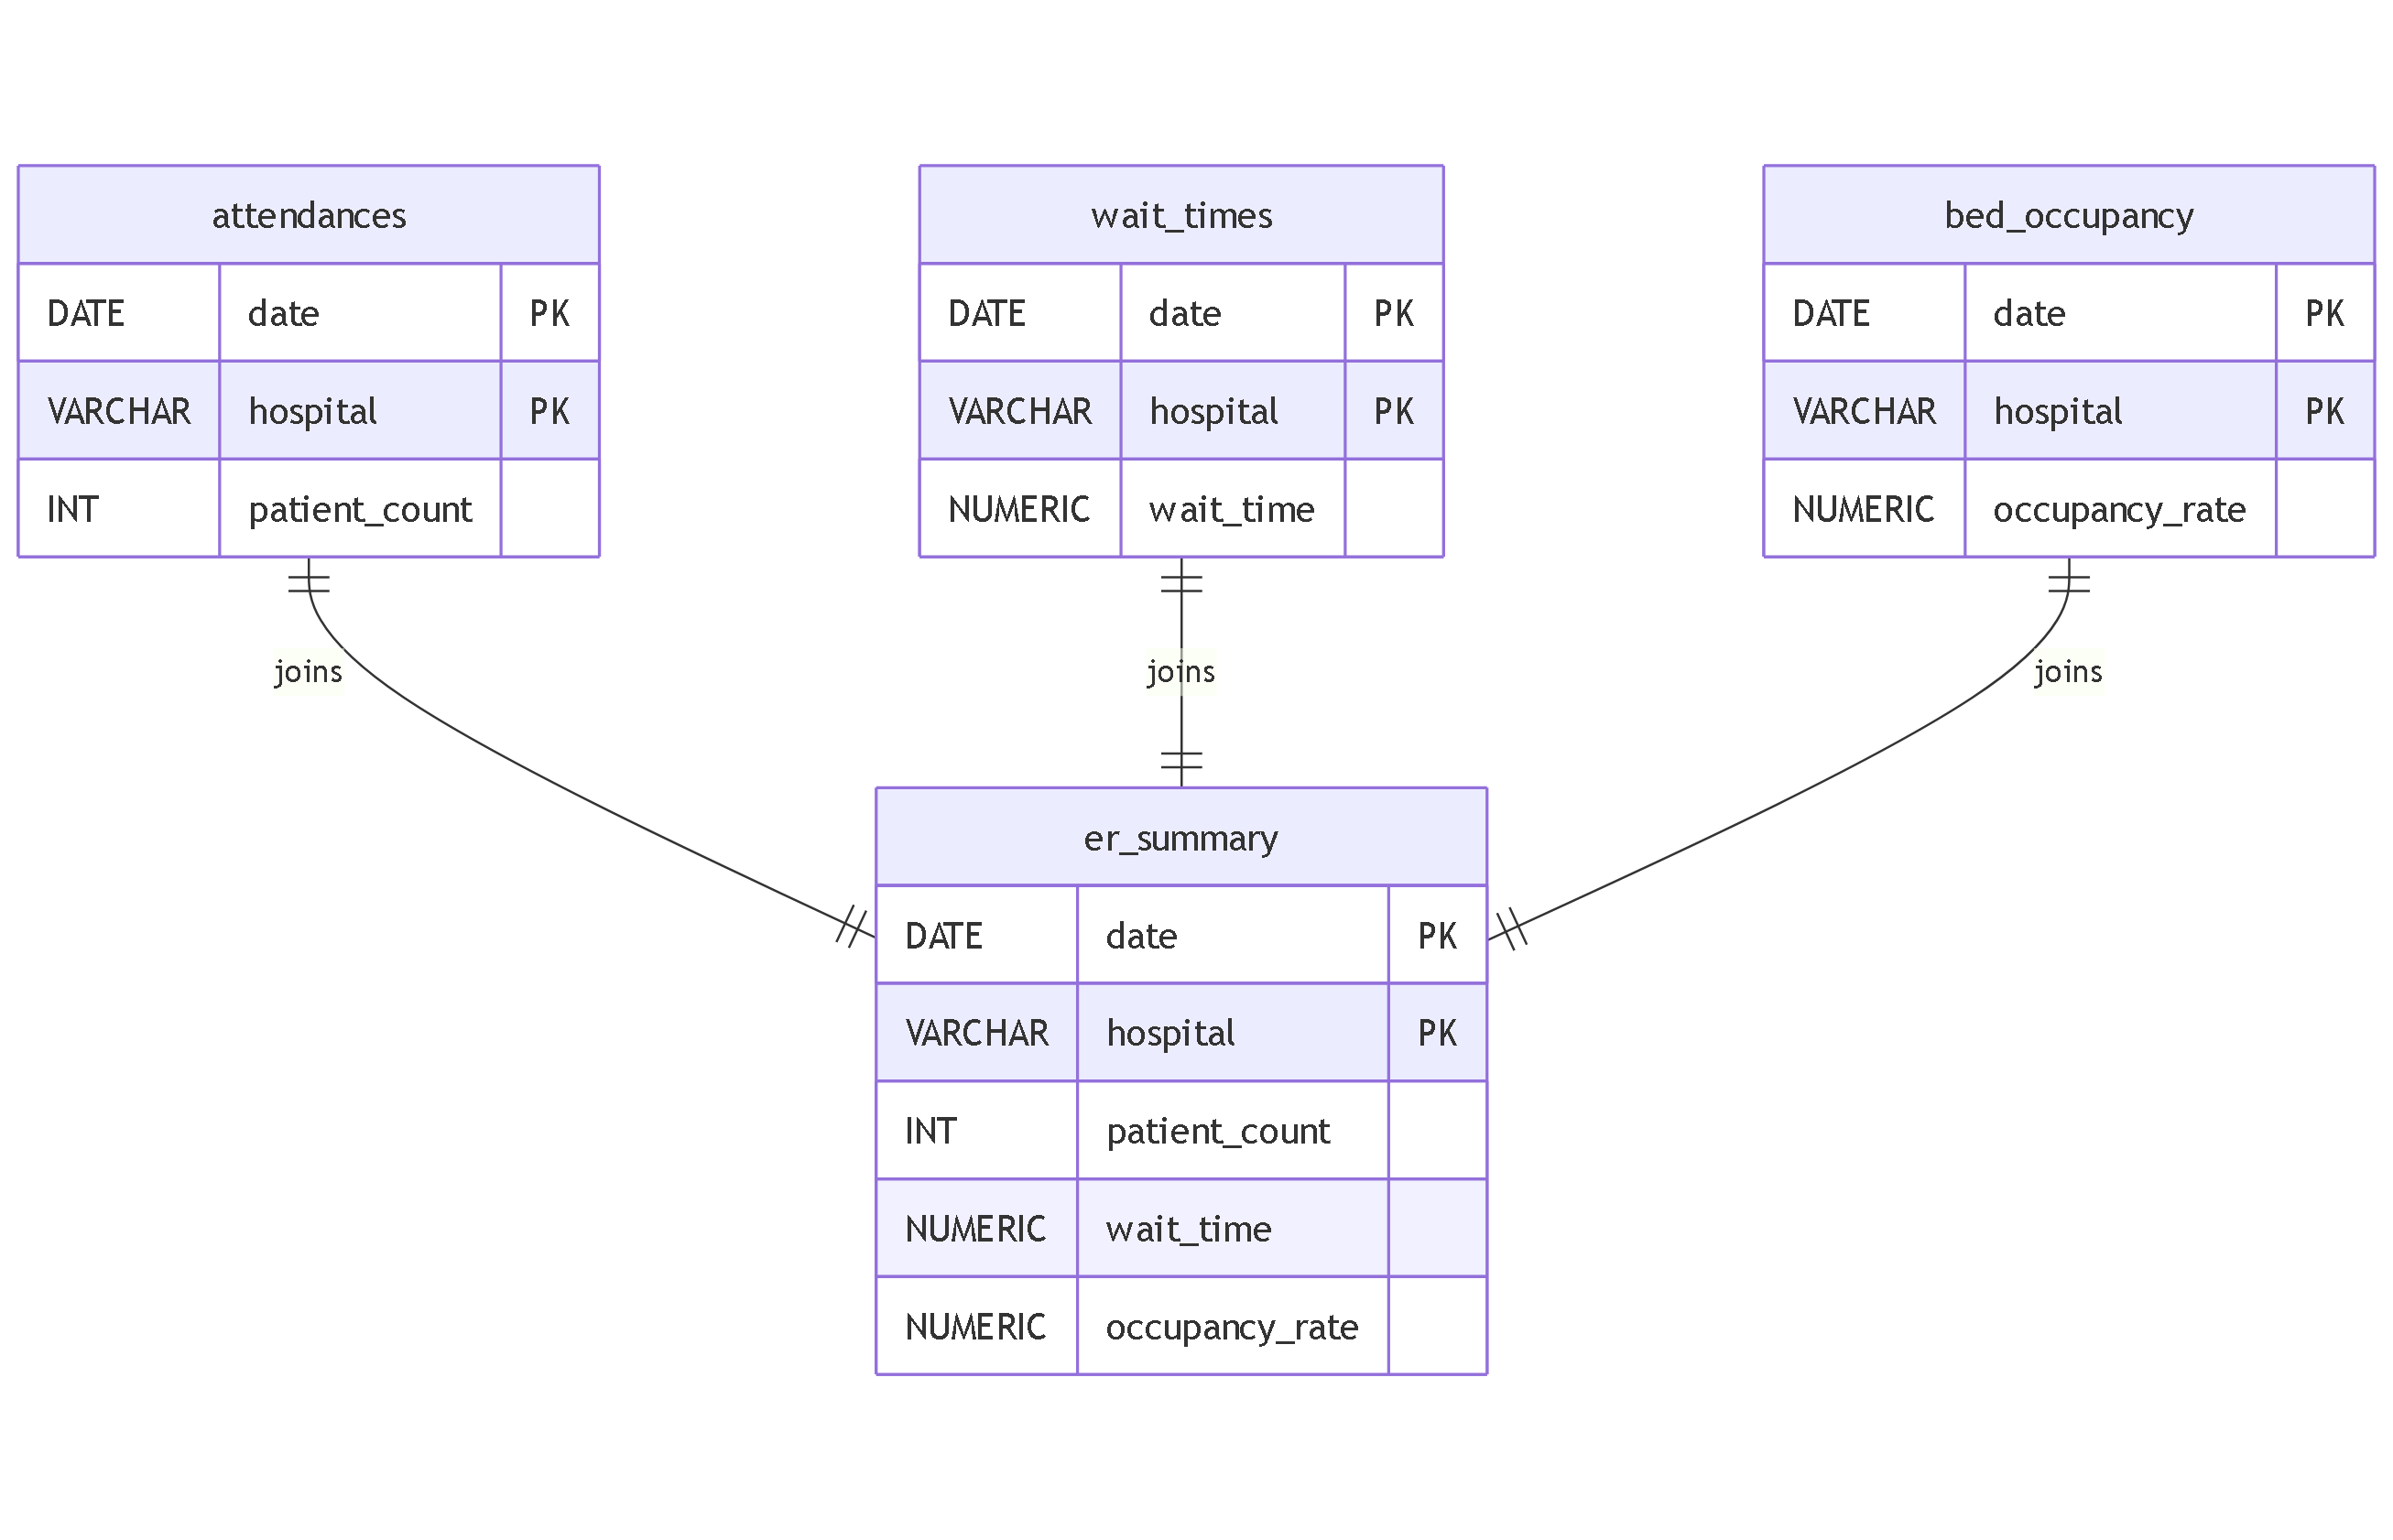 attendances
DATE date PK
VARCHAR hospital PK
INT patient_count
wait_times
DATE date PK
VARCHAR hospital PK
NUMERIC wait_time
bed_occupancy
DATE date PK
VARCHAR hospital PK
NUMERIC occupancy_rate
joins
joins
joins
er_summary
DATE date PK
VARCHAR hospital PK
INT patient_count
NUMERIC wait_time
NUMERIC occupancy_rate